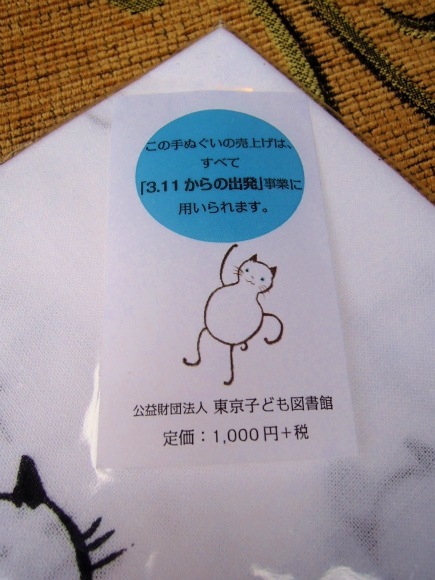 この手ぬぐいの売上げは、
すべて
「3.11 からの出発」事業に
用いられます。
公益財団法人 東京子ども図書館
定価：1,000円＋税